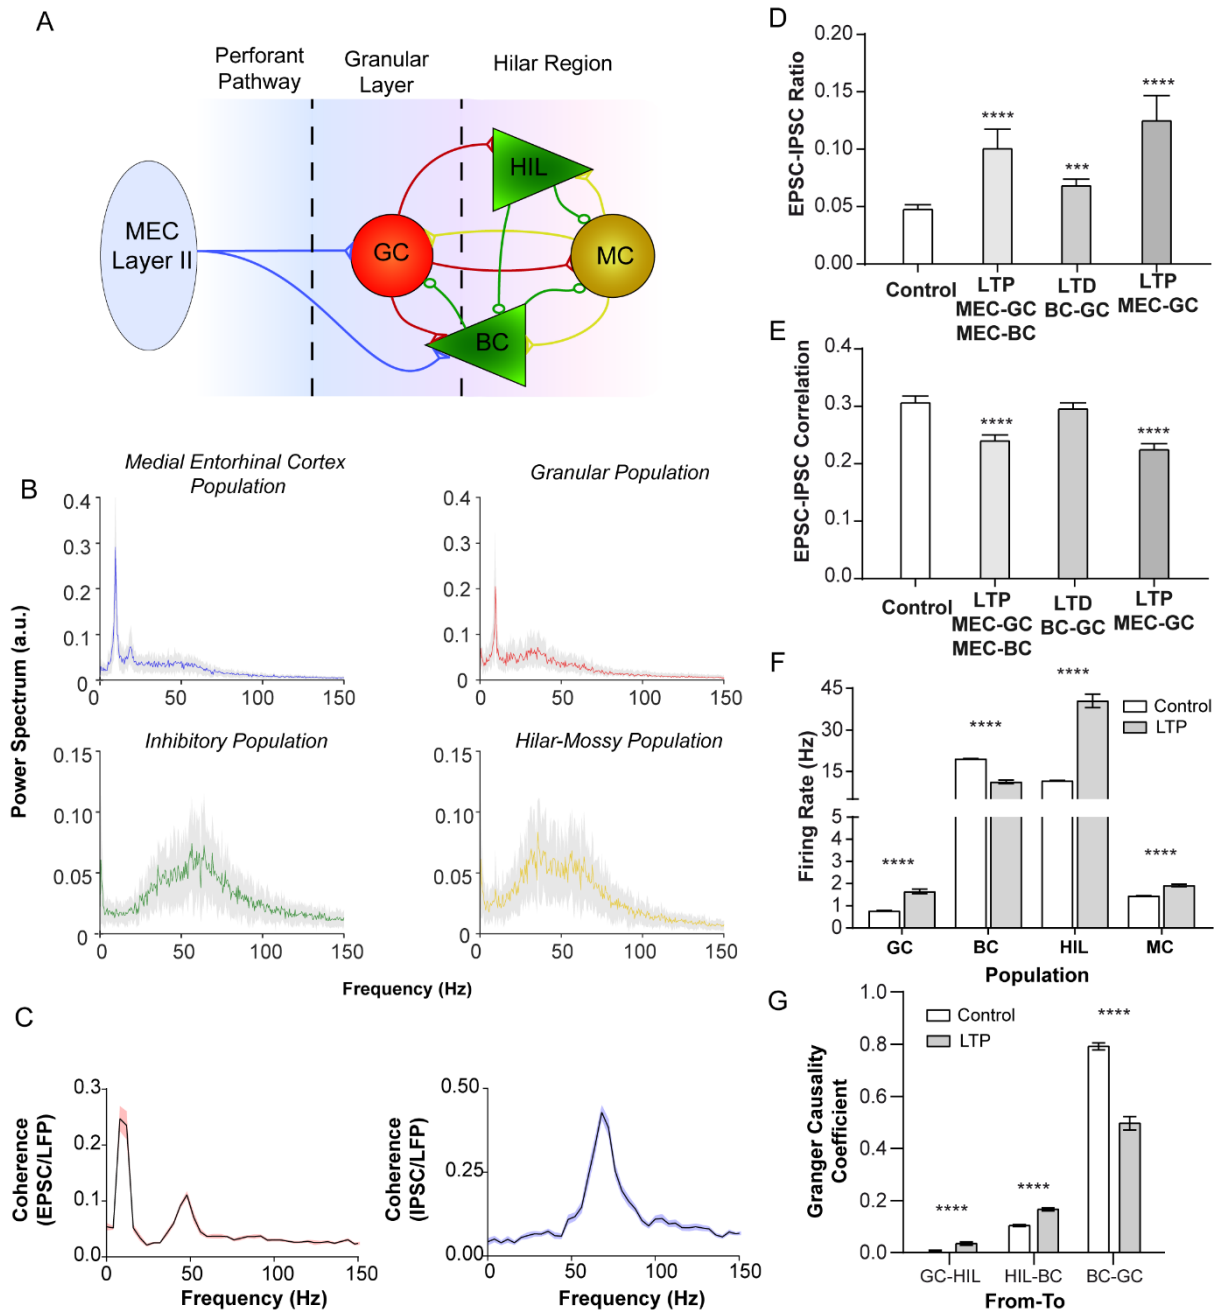 A
Perforant
Pathway
Granular
Layer
Hilar Region
MEC
Layer II
HIL
GC
MC
BC
B
Medial Entorhinal Cortex
Population
Granular Population
Power Spectrum (a.u.)
0.4
0.3
0.2
0.1
0
0 50 100 150
0.4
0.3
0.2
0.1
0
0 50 100 150
Inhibitory Population
Hilar-Mossy Population
0.15
0.10
0.05
0
0 50 100 150
0.15
0.10
0.05
0
0 50 100 150
Frequency (Hz)
C
Coherence
(EPSC/LFP)
0.3
0.2
0.1
0.0
0 50 100 150
Frequency (Hz)
Coherence
(IPSC/LFP)
0.50
0.25
0.00
0 50 100 150
Frequency (Hz)
D
EPSC-IPSC Ratio
0.20
0.15
0.10
0.05
0.00
****
***
****
Control
LTP
MEC-GC
MEC-BC
LTD
BC-GC
LTP
MEC-GC
E
EPSC-IPSC Correlation
0.3
0.2
0.1
0.0
****
****
Control
LTP
MEC-GC
MEC-BC
LTD
BC-GC
LTP
MEC-GC
F
Firing Rate (Hz)
45
30
15
5
4
3
2
1
0
****
****
****
****
Control
LTP
GC BC HIL MC
Population
G
Granger Causality
Coefficient
1.0
0.8
0.6
0.4
0.2
0.0
Control
LTP
****
****
****
GC-HIL HIL-BC BC-GC
From-To